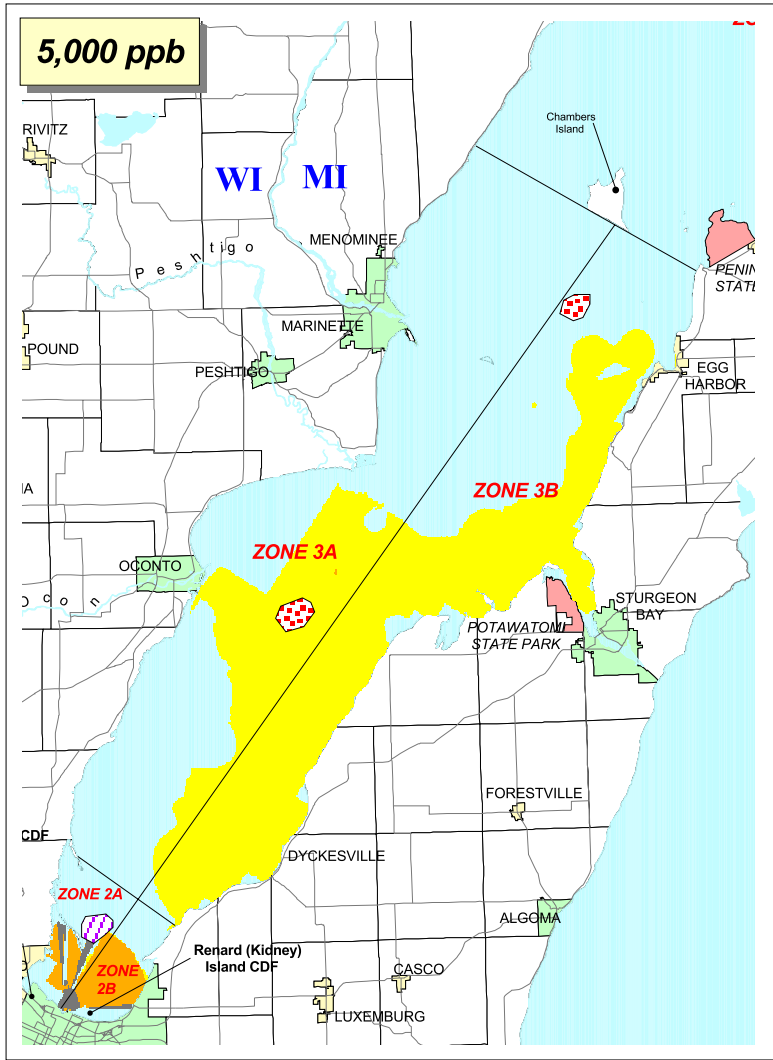 5,000 ppb
Chambers
Island
RIVITZ
WI
MI
MENOMINEE
Peshtigo
PENIN
STATE
MARINETTE
POUND
PESHTIGO
EGG
HARBOR
ZONE 3B
ZONE 3A
OCONTO
Ocon
STURGEON
BAY
POTAWATOMI
STATE PARK
FORESTVILLE
CDF
DYCKESVILLE
ZONE 2A
ALGOMA
Renard (Kidney)
Island CDF
ZONE
2B
CASCO
LUXEMBURG